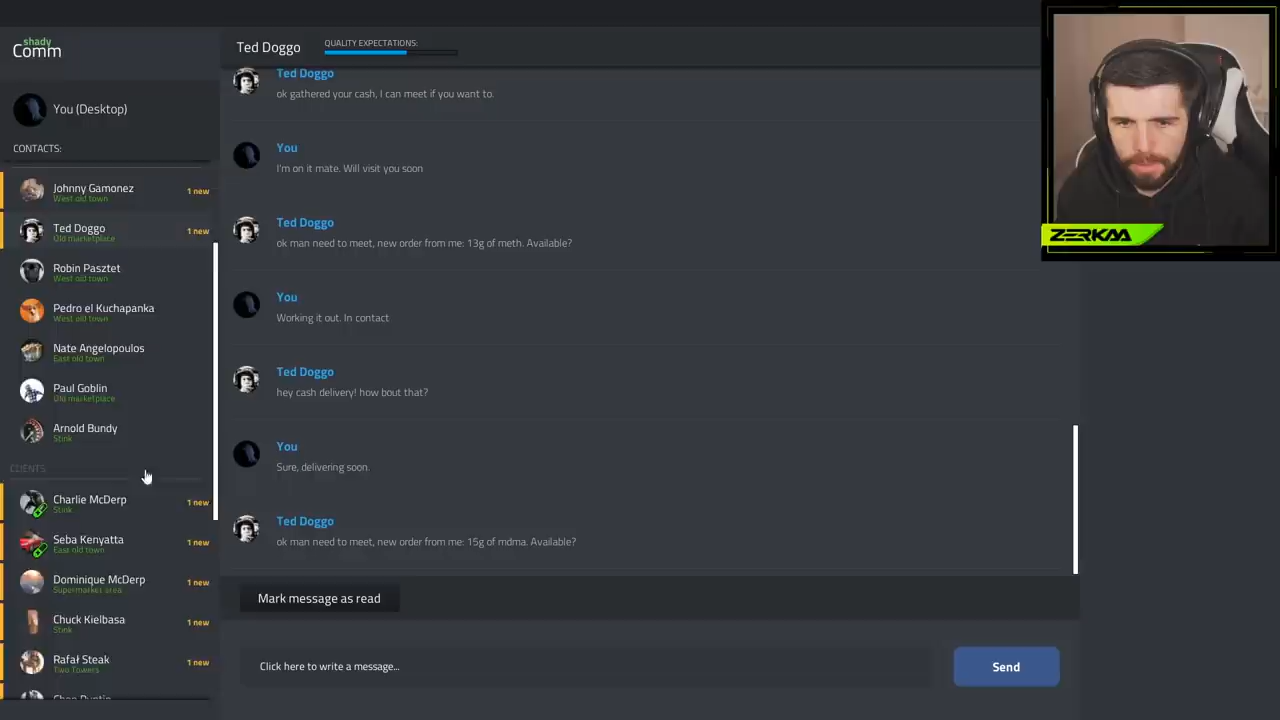 shady
Comm
You (Desktop)
CONTACTS:
Johnny Gamonez
West old town
1 new
Ted Doggo
Old marketplace
1 new
Robin Pasztet
West old town
Pedro el Kuchapanka
West old town
Nate Angelopoulos
East old town
Paul Goblin
Old marketplace
Arnold Bundy
Stink
CLIENTS:
Charlie McDerp
Stink
1 new
Seba Kenyatta
East old town
1 new
Dominique McDerp
Supermarket area
1 new
Chuck Kielbasa
Stink
1 new
Rafał Steak
Two Towers
1 new
Ted Doggo
QUALITY EXPECTATIONS:
Ted Doggo
ok gathered your cash, I can meet if you want to.
You
I'm on it mate. Will visit you soon
Ted Doggo
ok man need to meet, new order from me: 13g of meth. Available?
You
Working it out. In contact
Ted Doggo
hey cash delivery! how bout that?
You
Sure, delivering soon.
Ted Doggo
ok man need to meet, new order from me: 15g of mdma. Available?
Mark message as read
Click here to write a message...
Send
ZERKAA